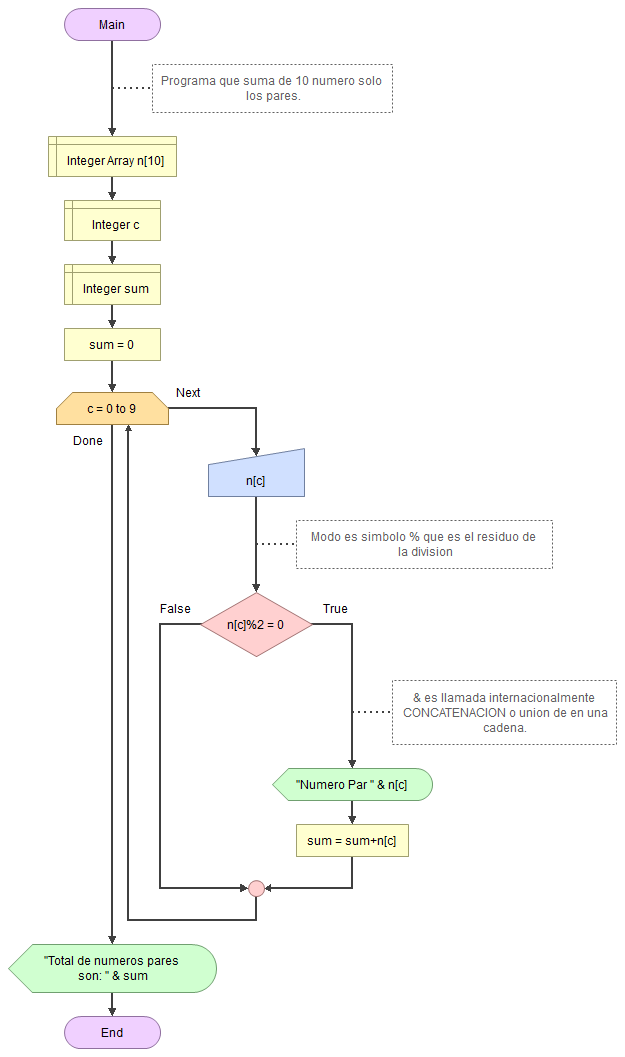 Main
Programa que suma de 10 numero solo
los pares.
Integer Array n[10]
Integer c
Integer sum
sum = 0
c = 0 to 9
Next
Done
n[c]
Modo es simbolo % que es el residuo de
la division
False
True
n[c]%2 = 0
& es llamada internacionalmente
CONCATENACION o union de en una
cadena.
"Numero Par " & n[c]
sum = sum+n[c]
"Total de numeros pares
son: " & sum
End